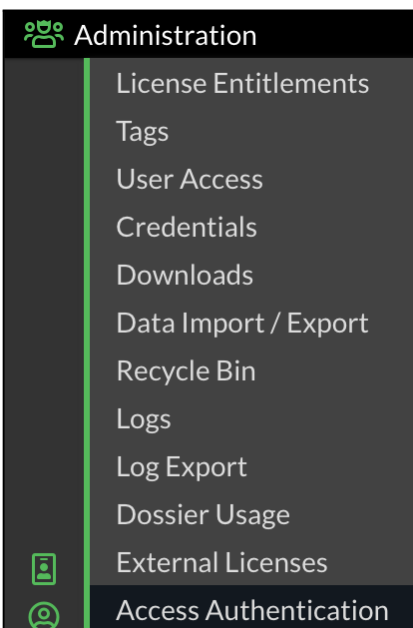 Administration
License Entitlements
Tags
User Access
Credentials
Downloads
Data Import / Export
Recycle Bin
Logs
Log Export
Dossier Usage
External Licenses
Access Authentication